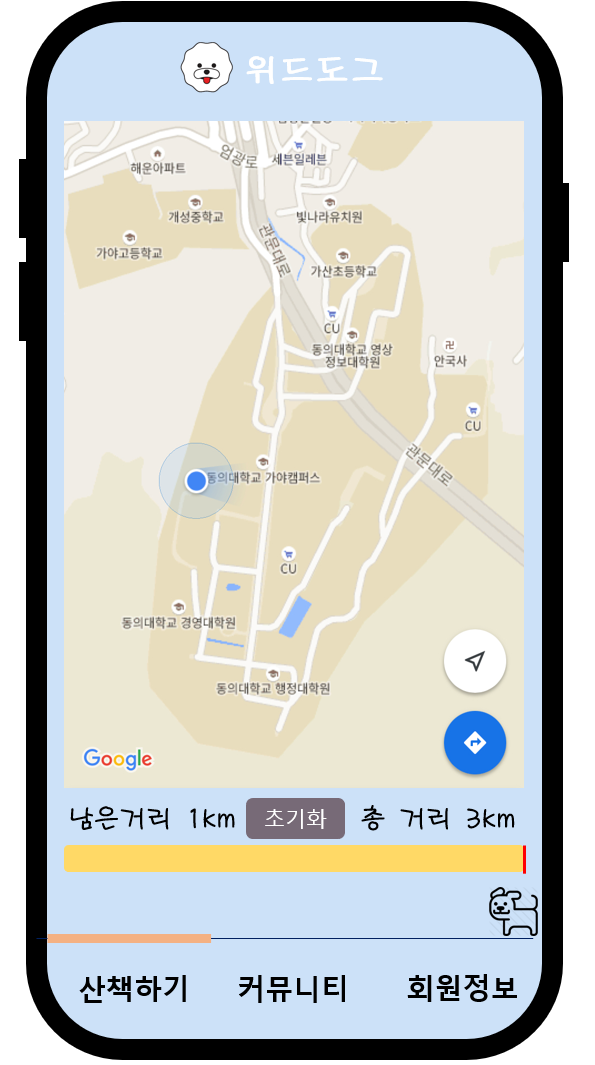 위드도그
세븐일레븐
엄광로
해운아파트
개성중학교
빛나라유치원
관문대로
가야고등학교
가산초등학교
CU
동의대학교 영상
정보대학원
안국사
CU
관문대로
동의대학교 가야캠퍼스
CU
동의대학교 경영대학원
동의대학교 행정대학원
Google
남은거리 1km 초기화 총 거리 3km
산책하기 커뮤니티 회원정보